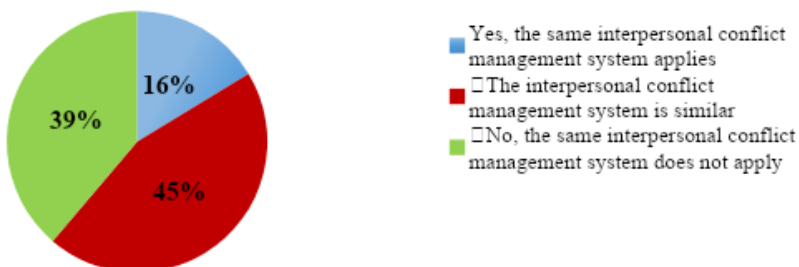 16%
39%
45%
Yes, the same interpersonal conflict
management system applies
□The interpersonal conflict
management system is similar
□No, the same interpersonal conflict
management system does not apply